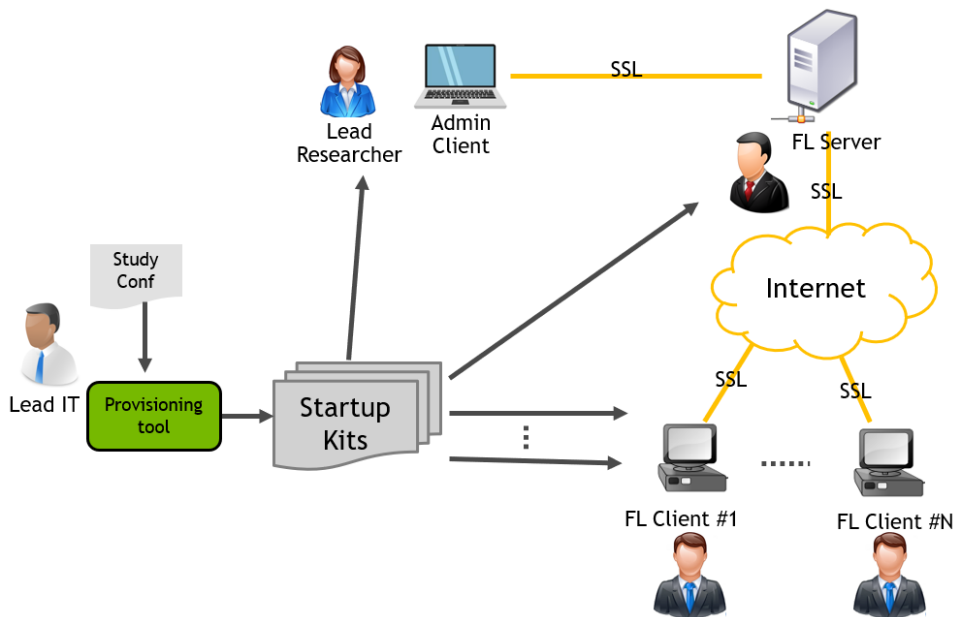 SSL
Lead
Researcher
Admin
Client
FL Server
SSL
Study
Conf
Internet
Lead IT
Provisioning
tool
Startup
Kits
SSL
SSL
FL Client #1
FL Client #N